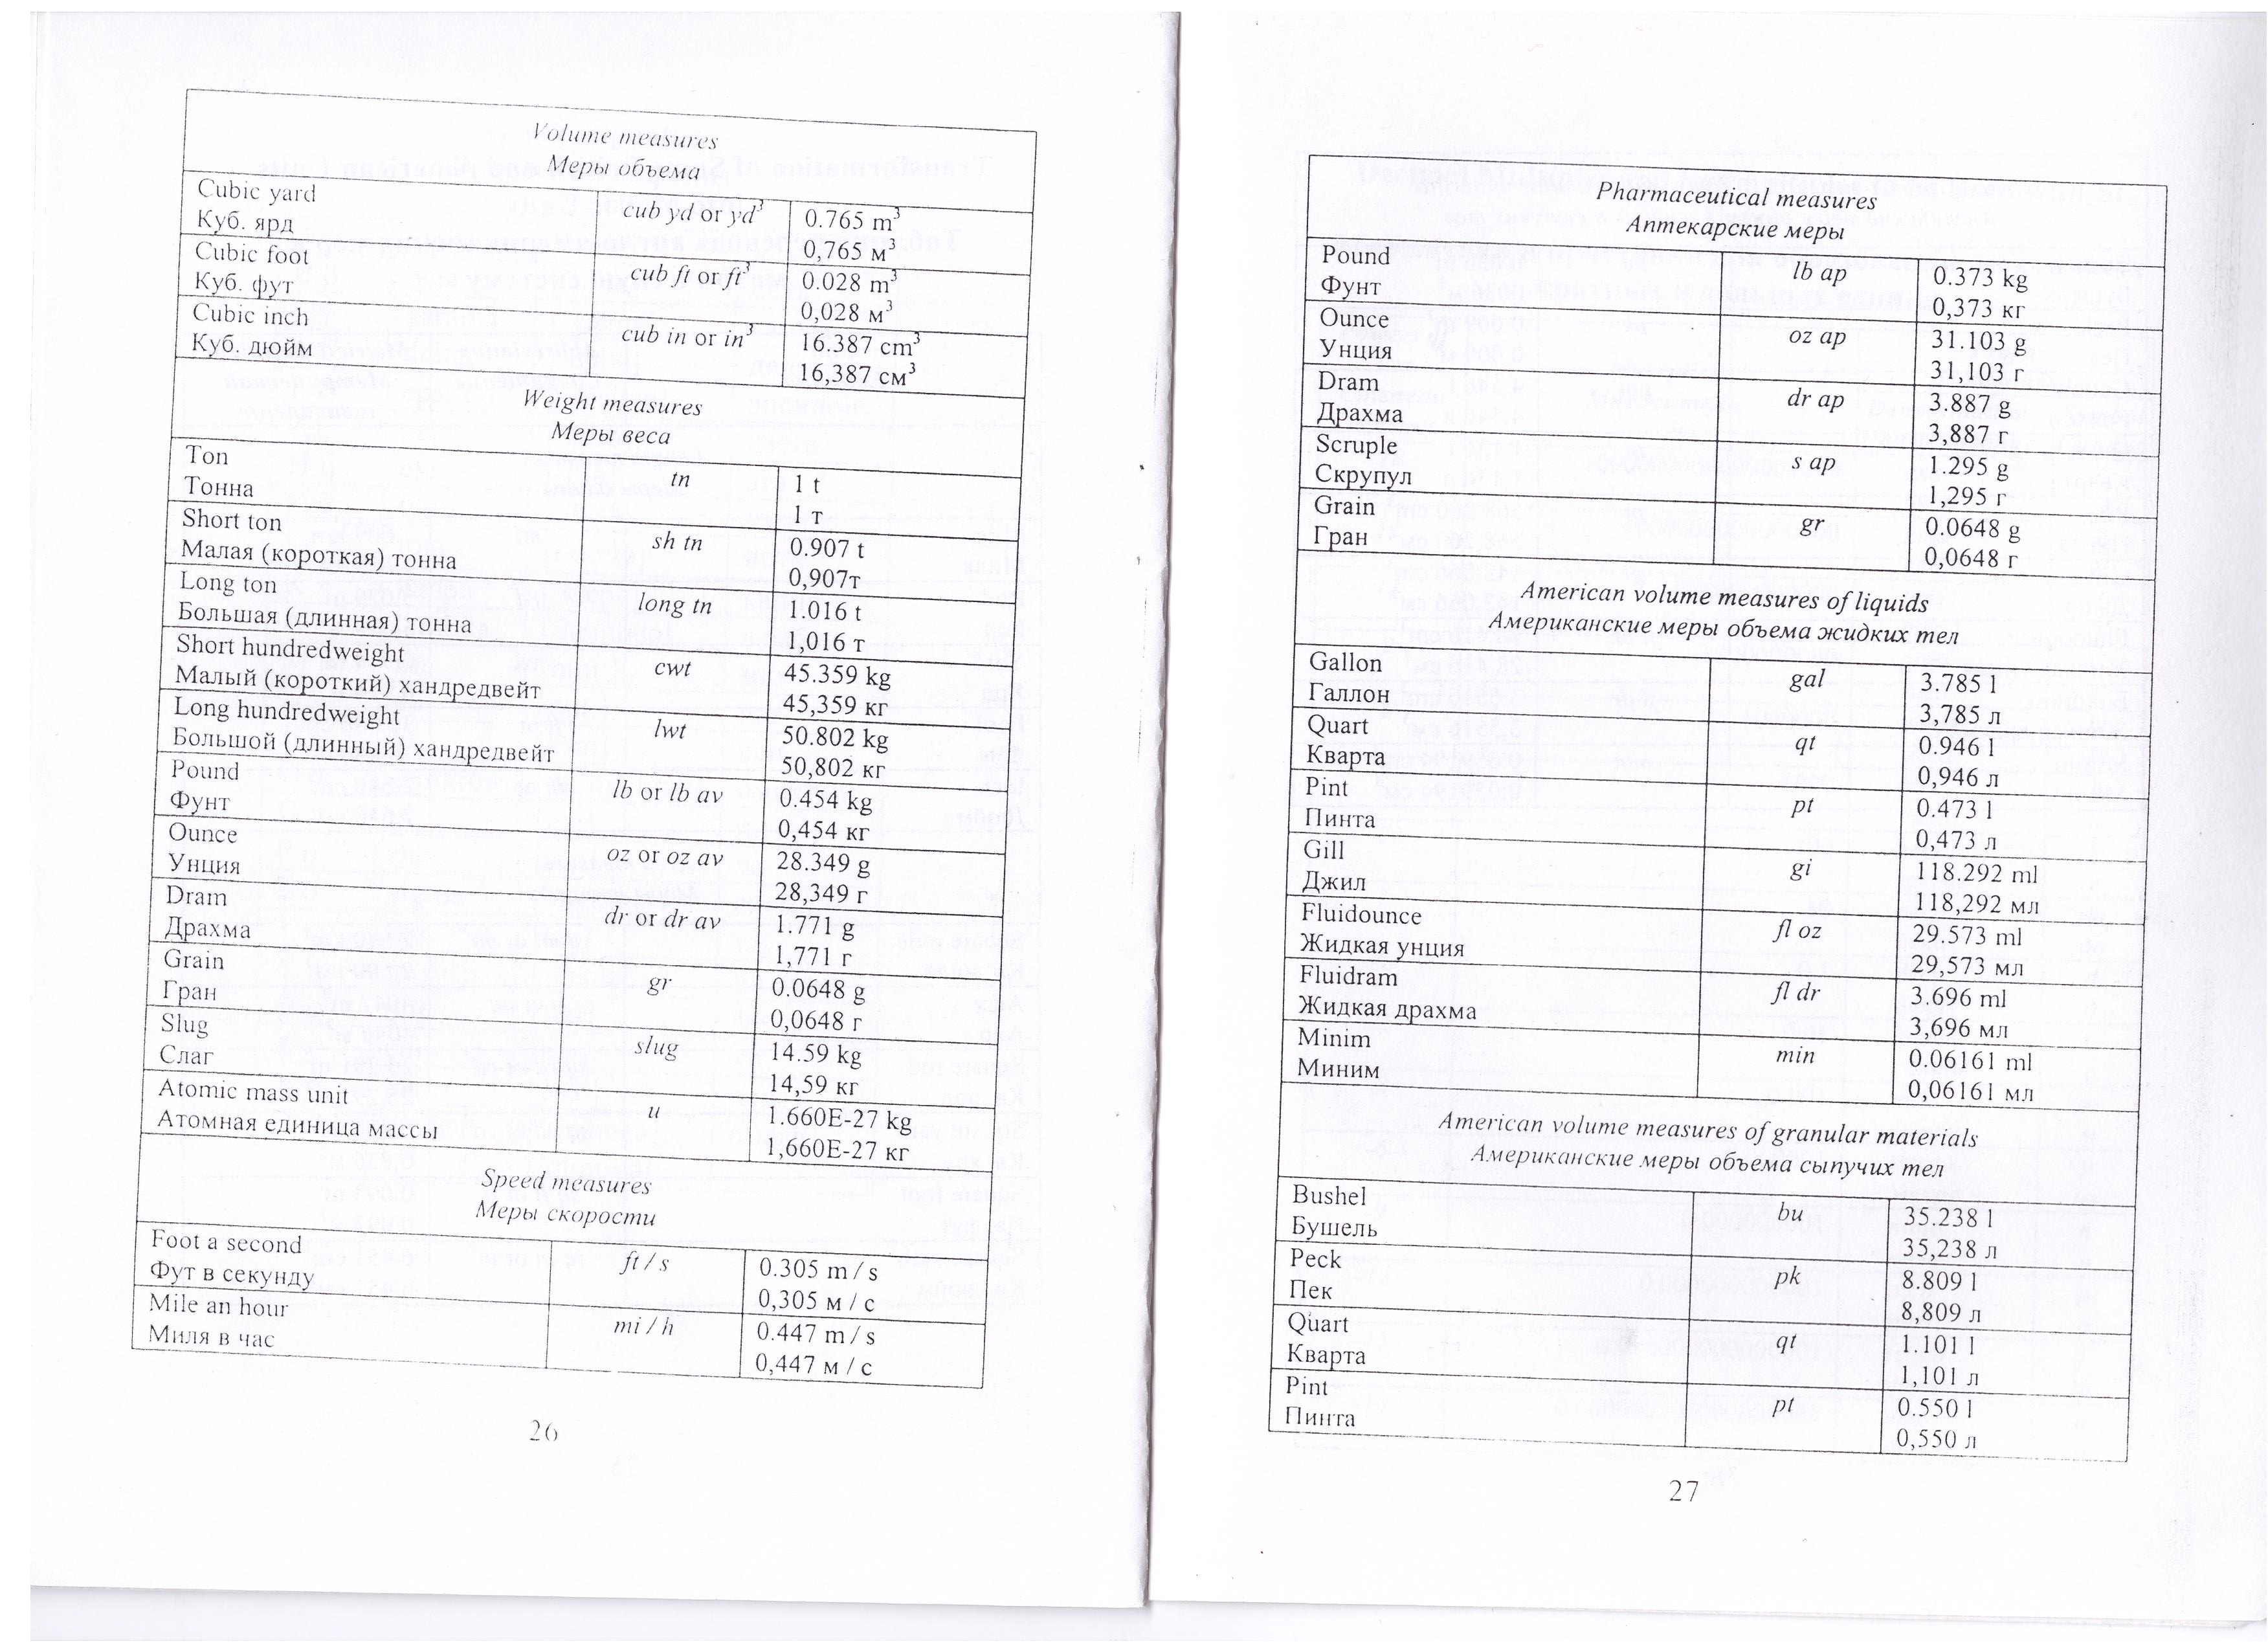 Volume measures
Меры объема
Cubic yard
Куб. ярд
cub yd or yd³
0.765 m³
0,765 м³
Cubic foot
Куб. фут
cub ft or ft³
0.028 m³
0,028 м³
Cubic inch
Куб. дюйм
cub in or in³
16.387 cm³
16,387 см³
Weight measures
Меры веса
Ton
Тонна
tn
1 t
1 т
Short ton
Малая (короткая) тонна
sh tn
0.907 t
0,907т
Long ton
Большая (длинная) тонна
long tn
1.016 t
1,016 т
Short hundredweight
Малый (короткий) хандредвейт
cwt
45.359 kg
45,359 кг
Long hundredweight
Большой (длинный) хандредвейт
lwt
50.802 kg
50,802 кг
Pound
Фунт
lb or lb av
0.454 kg
0,454 кг
Ounce
Унция
oz or oz av
28.349 g
28,349 г
Dram
Драхма
dr or dr av
1.771 g
1,771 г
Grain
Гран
gr
0.0648 g
0,0648 г
Slug
Слаг
slug
14.59 kg
14,59 кг
Atomic mass unit
Атомная единица массы
u
1.660E-27 kg
1,660E-27 кг
Speed measures
Меры скорости
Foot a second
Фут в секунду
ft / s
0.305 m / s
0,305 м / с
Mile an hour
Миля в час
mi / h
0.447 m / s
0,447 м / с
26
Pharmaceutical measures
Аптекарские меры
Pound
Фунт
lb ap
0.373 kg
0,373 кг
Ounce
Унция
oz ap
31.103 g
31,103 г
Dram
Драхма
dr ap
3.887 g
3,887 г
Scruple
Скрупул
s ap
1.295 g
1,295 г
Grain
Гран
gr
0.0648 g
0,0648 г
American volume measures of liquids
Американские меры объема жидких тел
Gallon
Галлон
gal
3.785 l
3,785 л
Quart
Кварта
qt
0.946 l
0,946 л
Pint
Пинта
pt
0.473 l
0,473 л
Gill
Джил
gi
118.292 ml
118,292 мл
Fluidounce
Жидкая унция
fl oz
29.573 ml
29,573 мл
Fluidram
Жидкая драхма
fl dr
3.696 ml
3,696 мл
Minim
Миним
min
0.06161 ml
0,06161 мл
American volume measures of granular materials
Американские меры объема сыпучих тел
Bushel
Бушель
bu
35.238 l
35,238 л
Peck
Пек
pk
8.809 l
8,809 л
Quart
Кварта
qt
1.101 l
1,101 л
Pint
Пинта
pt
0.550 l
0,550 л
27